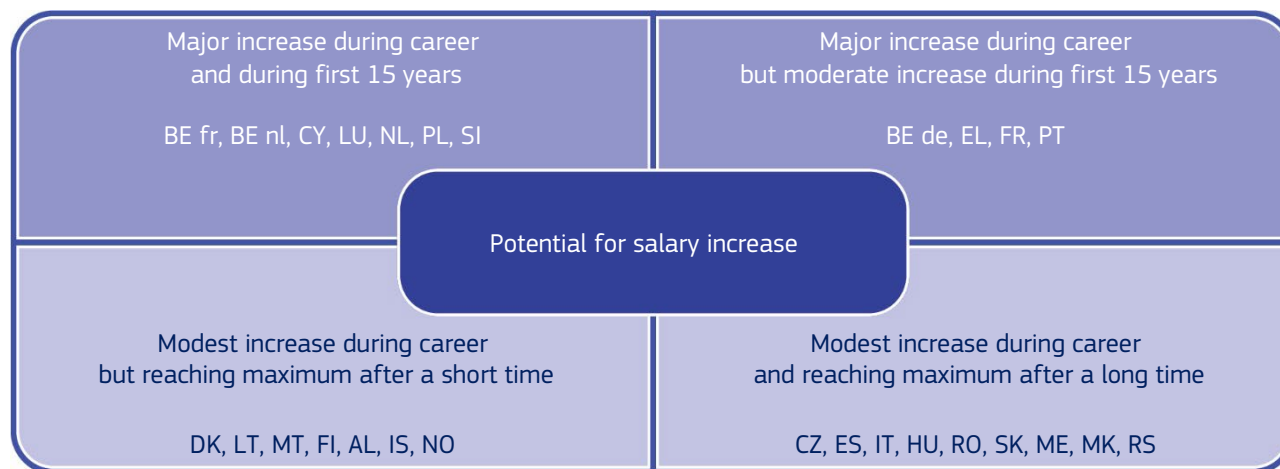 Major increase during career
and during first 15 years
BE fr, BE nl, CY, LU, NL, PL, SI
Major increase during career
but moderate increase during first 15 years
BE de, EL, FR, PT
Potential for salary increase
Modest increase during career
but reaching maximum after a short time
DK, LT, MT, FI, AL, IS, NO
Modest increase during career
and reaching maximum after a long time
CZ, ES, IT, HU, RO, SK, ME, MK, RS